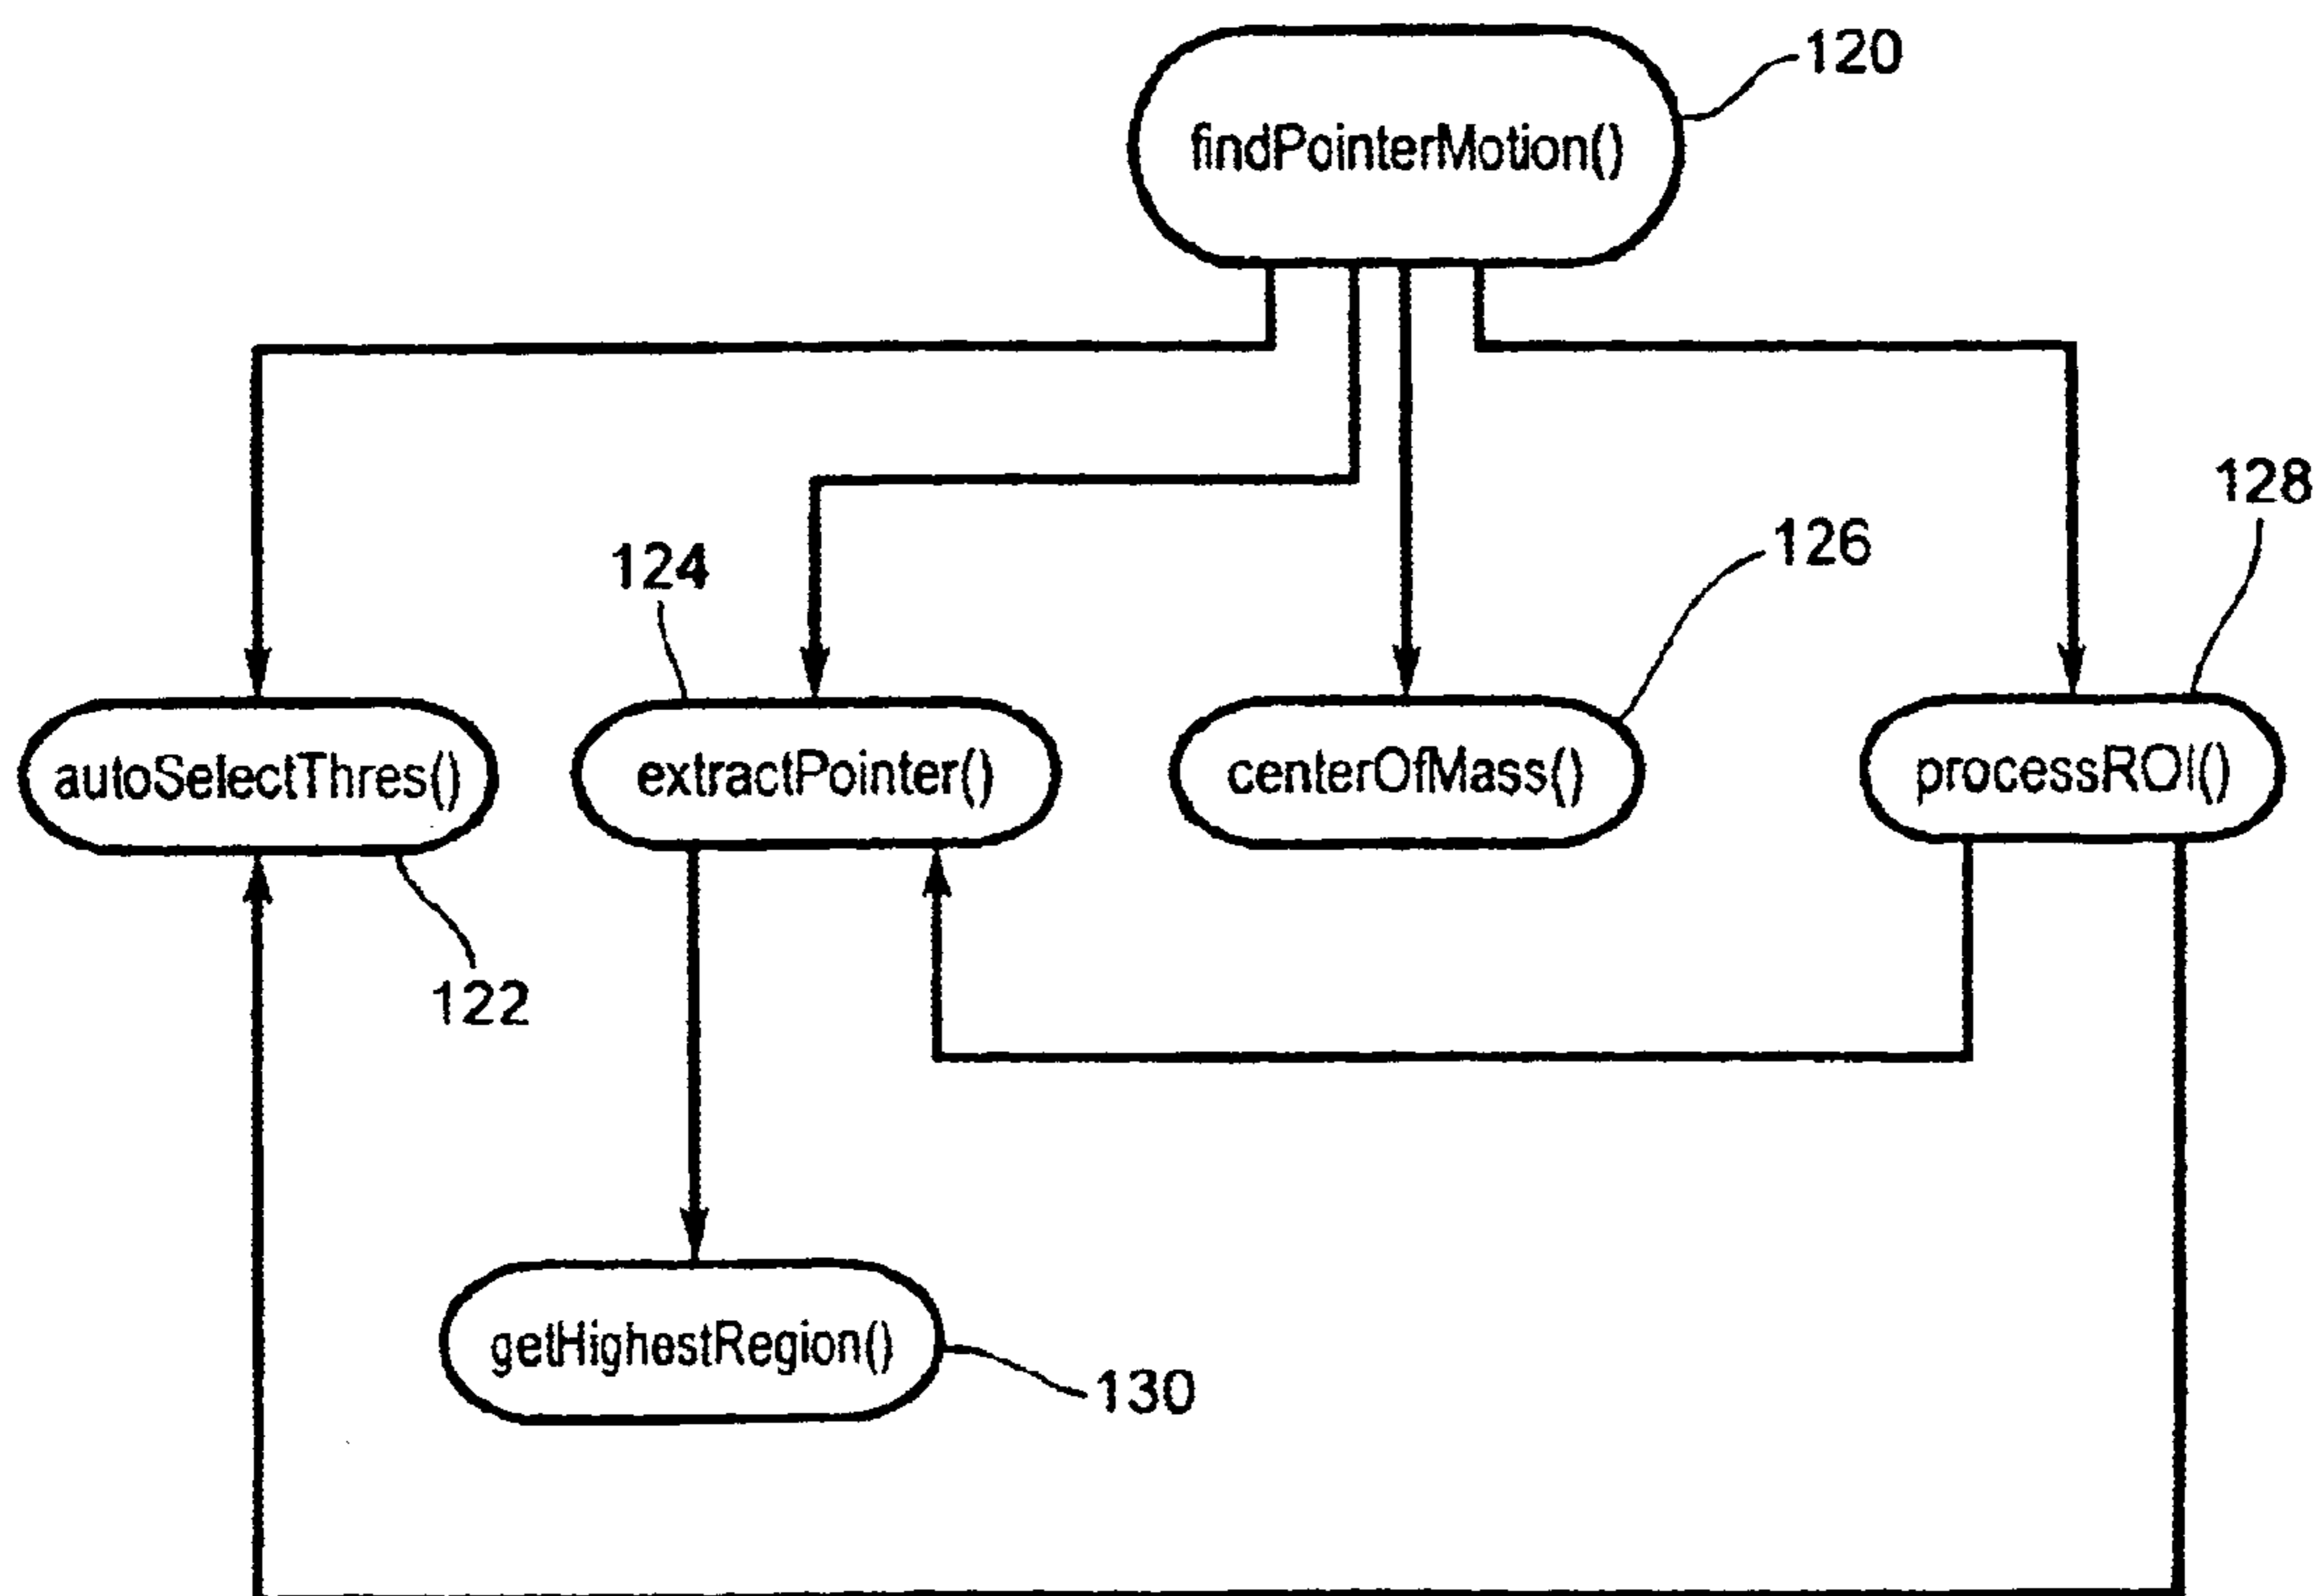 120
findPointerMotion()
128
126
124
autoSelectThres()
extractPointer()
centerOfMass()
processROI()
122
getHighestRegion()
130